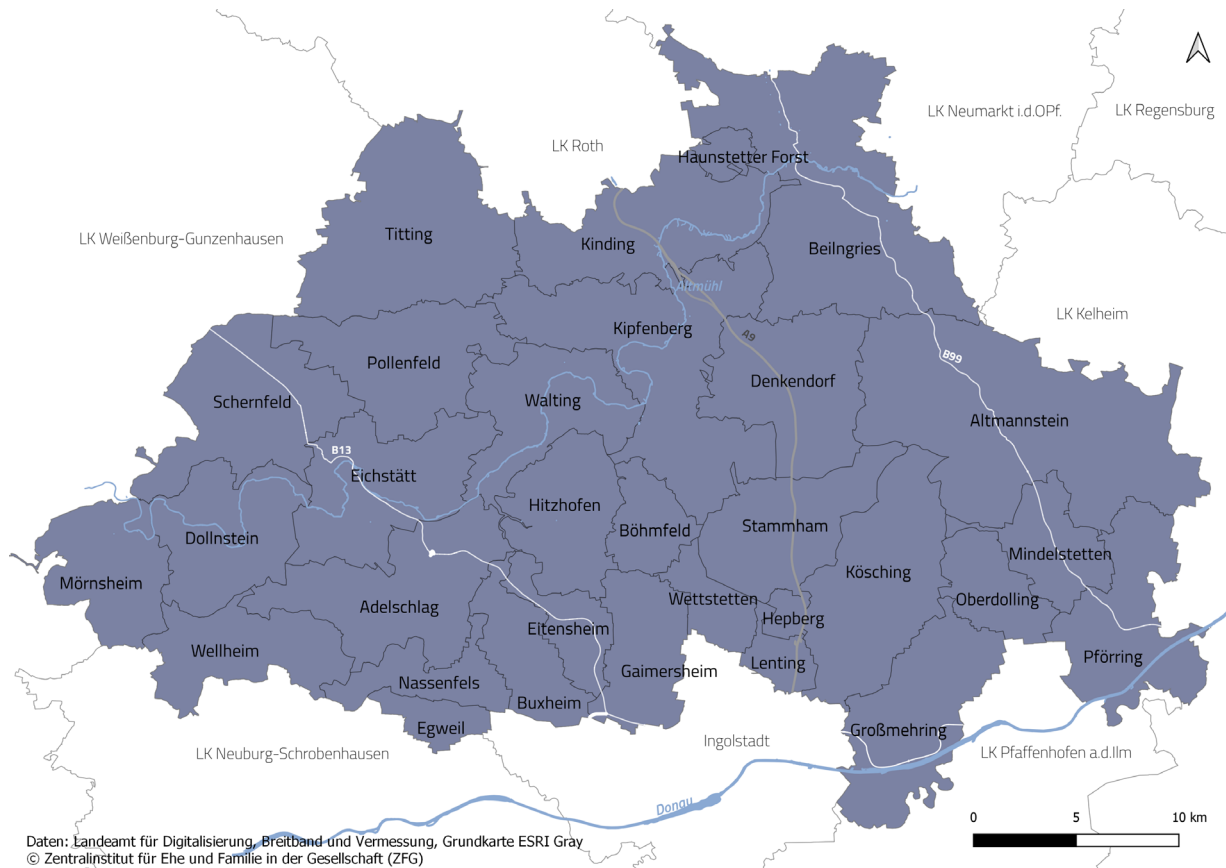 LK Neumarkt i.d.OPf.
LK Regensburg
LK Roth
Haunstetter Forst
LK Weißenburg-Gunzenhausen
Titting
Kinding
Beilngries
Altmühl
LK Kelheim
Kipfenberg
A9
Pollenfeld
B99
Denkendorf
Schernfeld
Walting
Altmannstein
B13
Eichstätt
Hitzhofen
Böhmfeld
Stammham
Dollnstein
Mindelstetten
Mörnsheim
Kösching
Adelschlag
Wettstetten
Oberdolling
Hepberg
Eitensheim
Wellheim
Pförring
Lenting
Gaimersheim
Nassenfels
Buxheim
Egweil
Großmehring
Ingolstadt
LK Neuburg-Schrobenhausen
LK Pfaffenhofen a.d.Ilm
Donau
0 5 10 km
Daten: Landeamt für Digitalisierung, Breitband und Vermessung, Grundkarte ESRI Gray
© Zentralinstitut für Ehe und Familie in der Gesellschaft (ZFG)